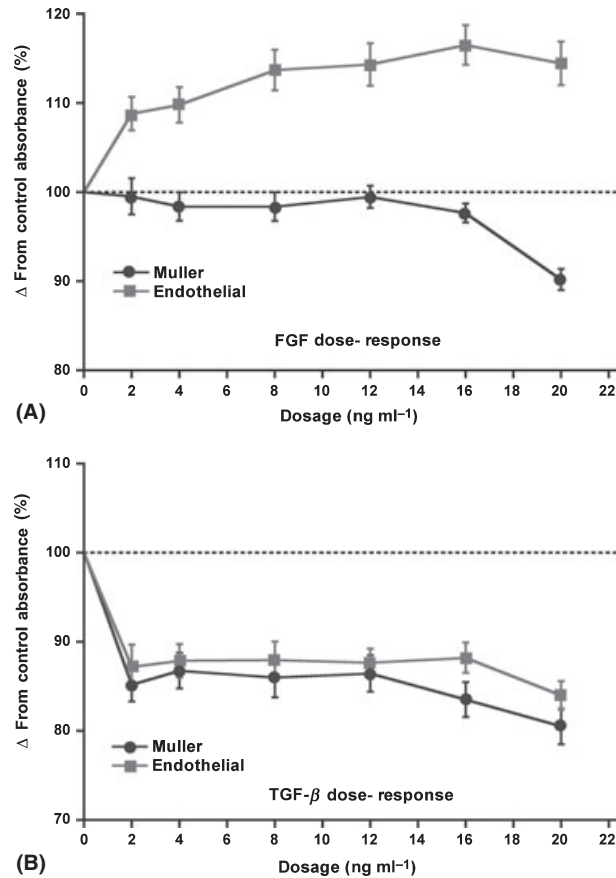 120
110
100
90
80
Δ From control absorbance (%)
Muller
Endothelial
FGF dose- response
0 2 4 6 8 10 12 14 16 18 20 22
(A)
Dosage (ng ml⁻¹)
110
100
90
80
70
Δ From control absorbance (%)
Muller
Endothelial
TGF-β dose- response
0 2 4 6 8 10 12 14 16 18 20 22
(B)
Dosage (ng ml⁻¹)